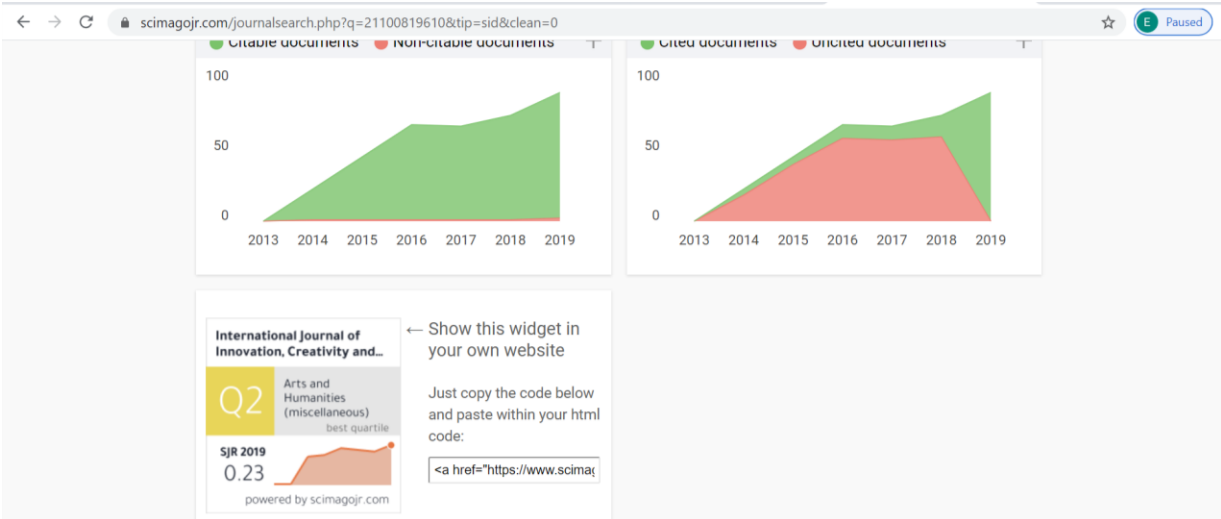 scimagojr.com/journalsearch.php?q=21100819610&tip=sid&clean=0
E Paused
Citable documents Non-citable documents +
Cited documents Uncited documents +
100
50
0
2013 2014 2015 2016 2017 2018 2019
100
50
0
2013 2014 2015 2016 2017 2018 2019
International Journal of
Innovation, Creativity and...
Q2
Arts and
Humanities
(miscellaneous)
best quartile
SJR 2019
0.23
powered by scimagojr.com
← Show this widget in
your own website
Just copy the code below
and paste within your html
code:
<a href="https://www.scimag